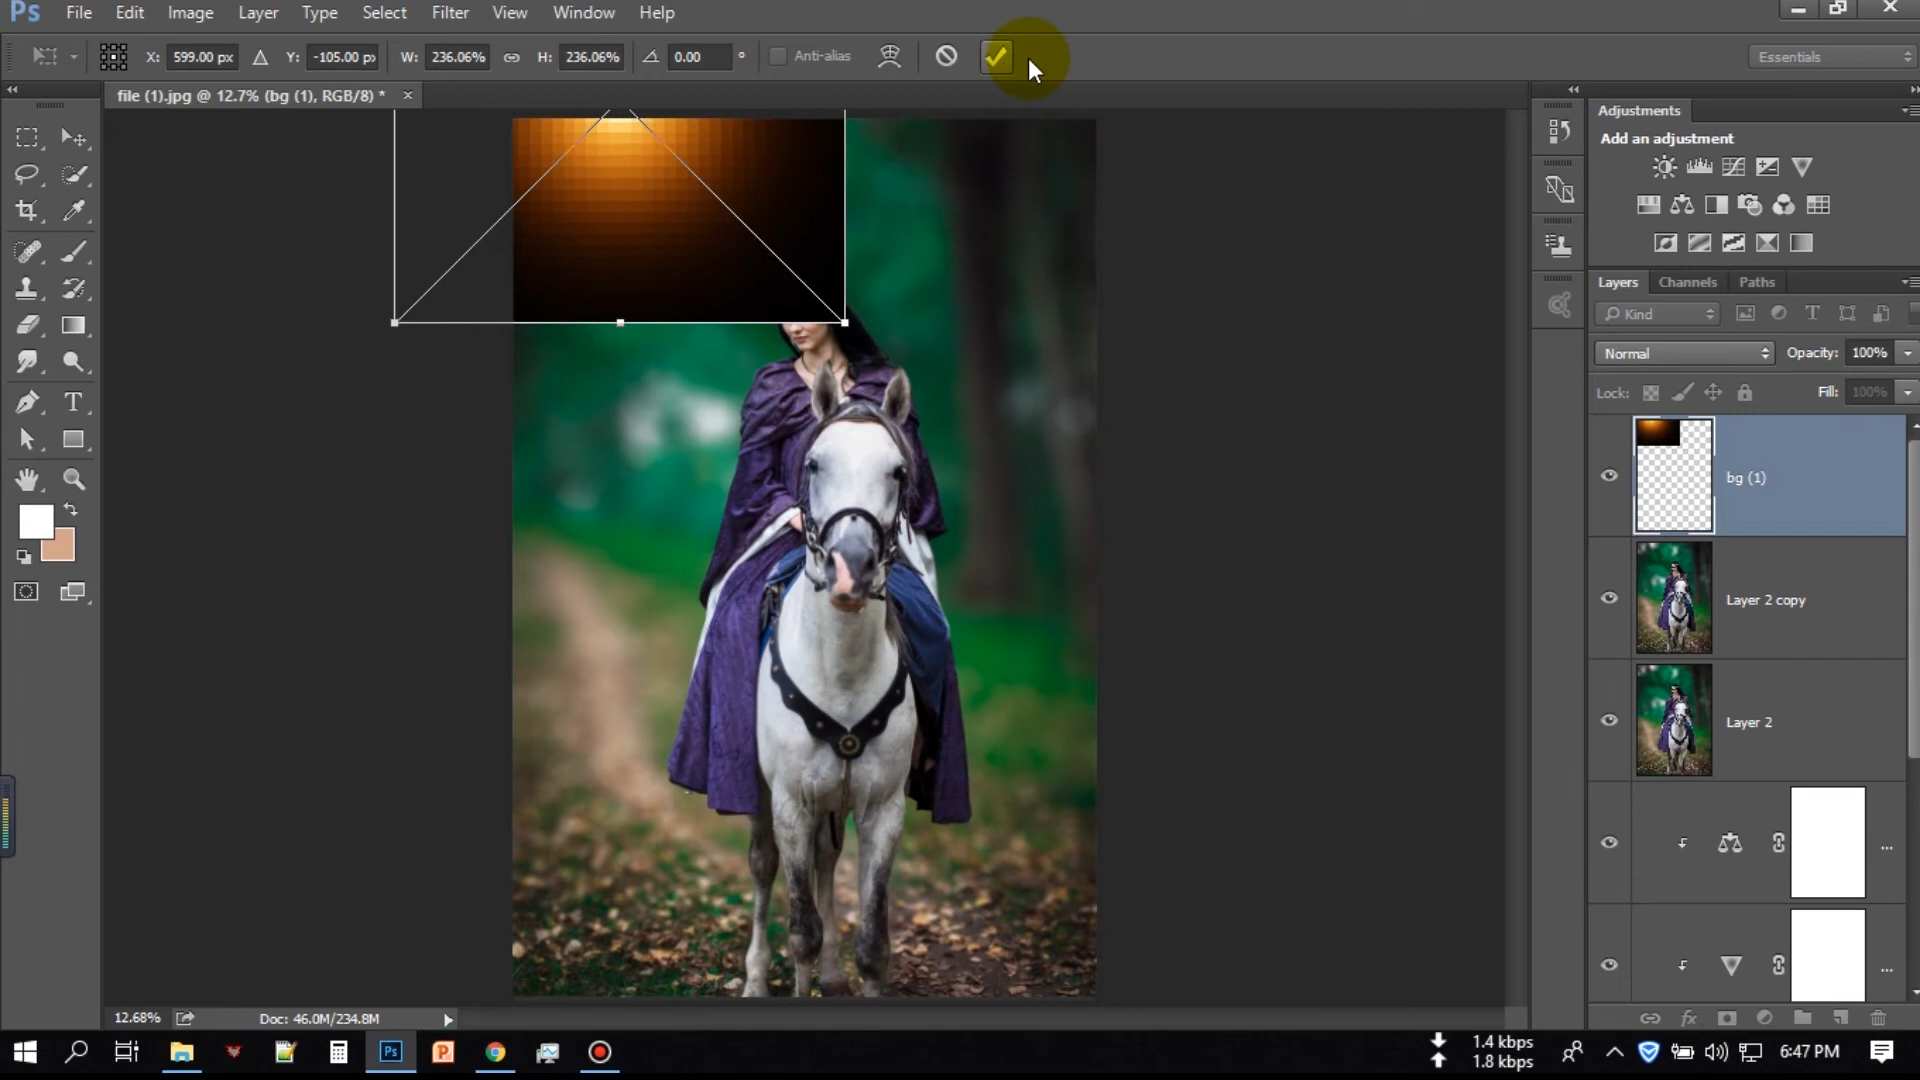 Ps File Edit Image Layer Type Select Filter View Window Help
X: 599.00 px Y: -105.00 px W: 236.06% H: 236.06% 0.00 ° Anti-alias Essentials
file (1).jpg @ 12.7% (bg (1), RGB/8) * ×
Adjustments
Add an adjustment
Layers Channels Paths
Kind
Normal Opacity: 100%
Lock: Fill: 100%
bg (1)
Layer 2 copy
Layer 2
...
...
12.68% Doc: 46.0M/234.8M
Ps
1.4 kbps
1.8 kbps
6:47 PM